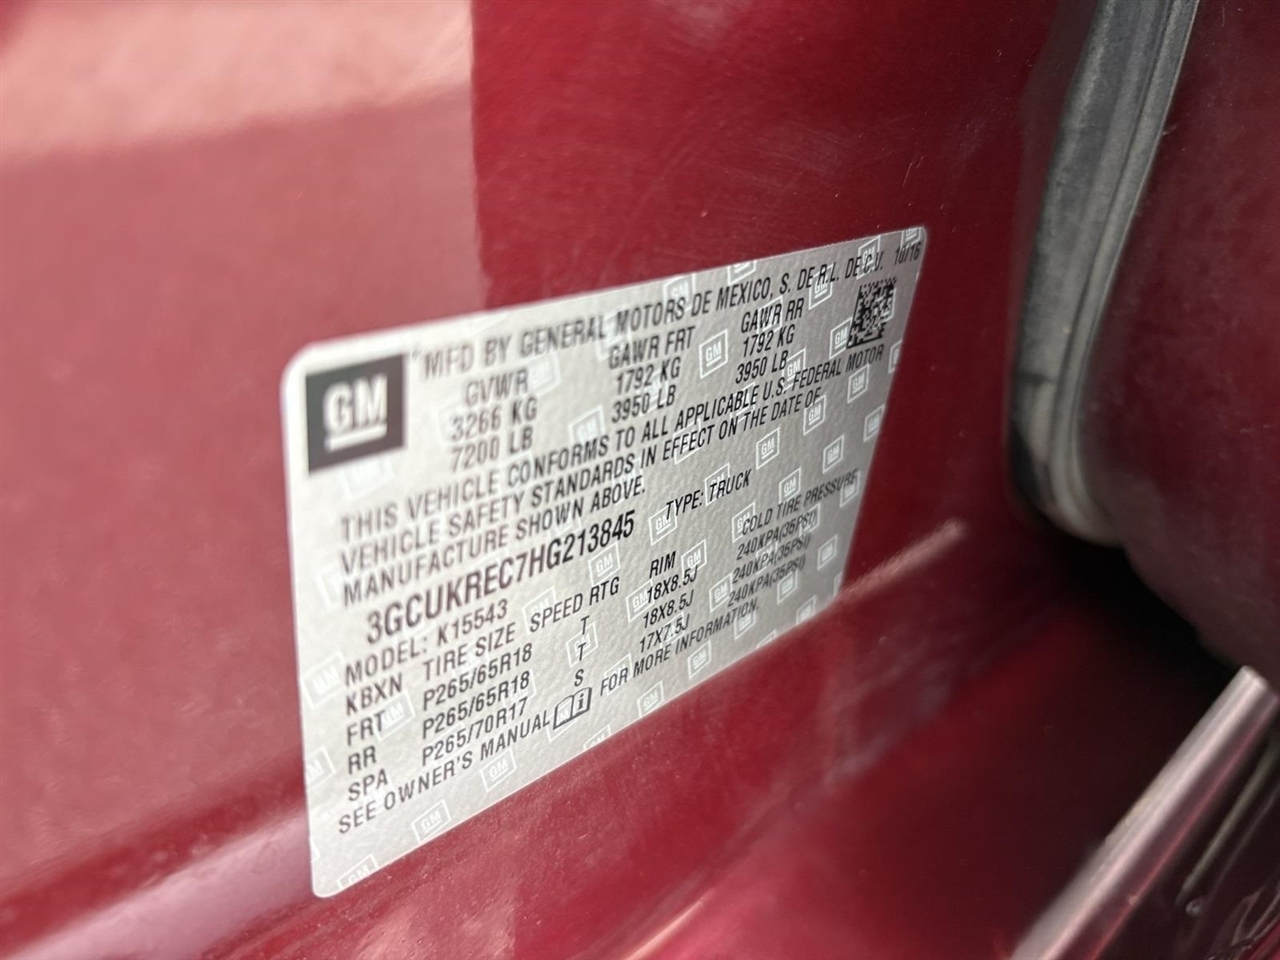 GM
MFD BY GENERAL MOTORS DE MEXICO, S. DE R.L. DE C.V. 10/16
GVWR GAWR FRT GAWR RR
3266 KG 1792 KG 1792 KG
7200 LB 3950 LB 3950 LB
THIS VEHICLE CONFORMS TO ALL APPLICABLE U.S. FEDERAL MOTOR
VEHICLE SAFETY STANDARDS IN EFFECT ON THE DATE OF
MANUFACTURE SHOWN ABOVE.
3GCUKREC7HG213845 TYPE: TRUCK
MODEL: K15543
KBXN TIRE SIZE SPEED RTG RIM COLD TIRE PRESSURE
FRT P265/65R18 T 18X8.5J 240KPA(35PSI)
RR P265/65R18 T 18X8.5J 240KPA(35PSI)
SPA P265/70R17 S 17X7.5J 240KPA(35PSI)
SEE OWNER'S MANUAL FOR MORE INFORMATION.